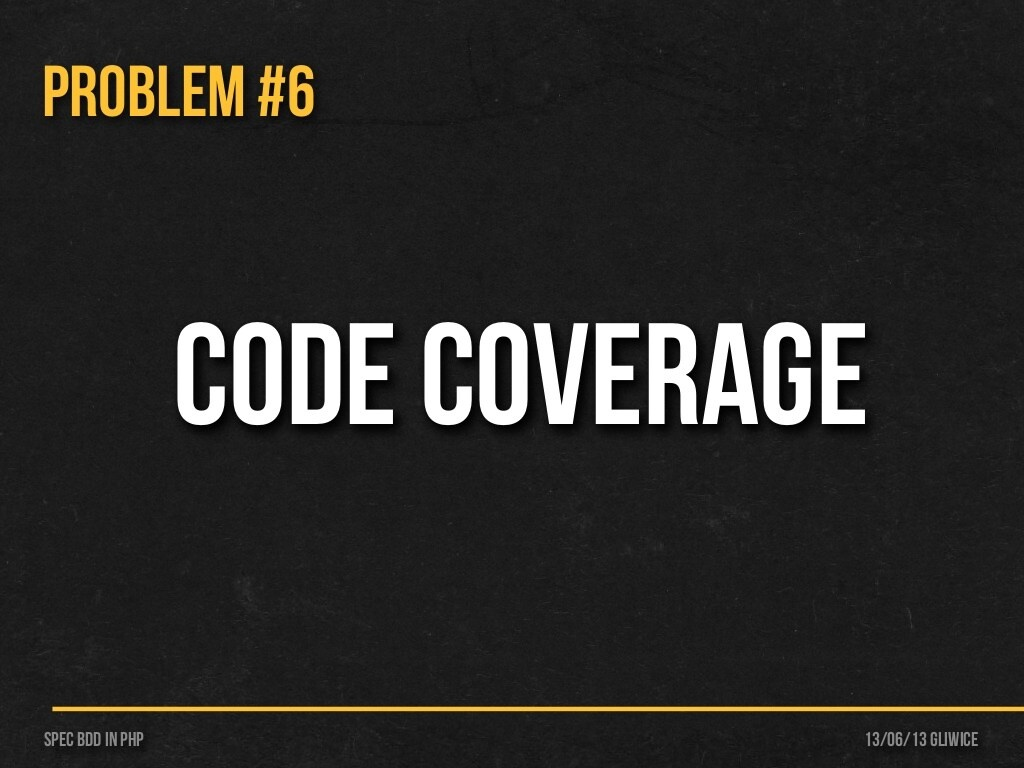 PROBLEM #6
CODE COVERAGE
SPEC BDD IN PHP
13/06/13 GLIWICE